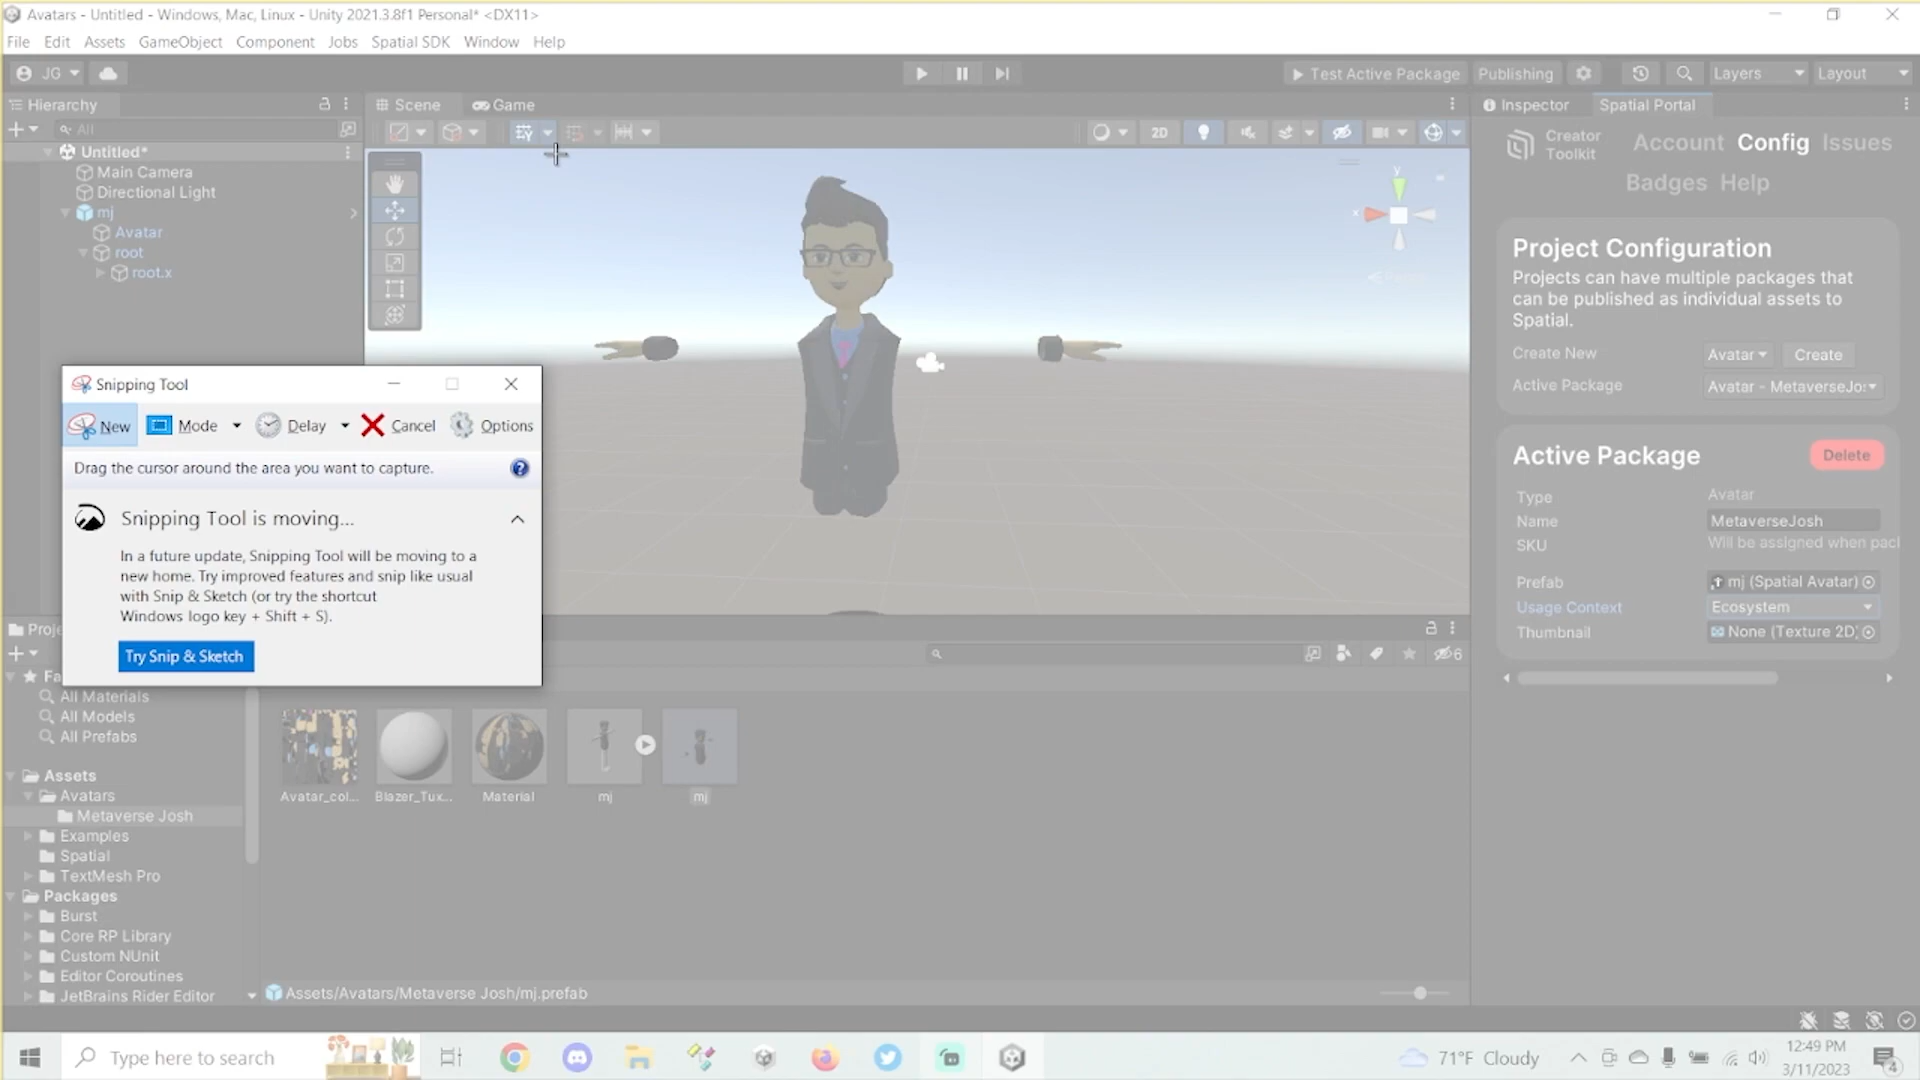 Avatars - Untitled - Windows, Mac, Linux - Unity 2021.3.8f1 Personal* <DX11>
File Edit Assets GameObject Component Jobs Spatial SDK Window Help
JG
Test Active Package Publishing Layers Layout
Hierarchy
All
Untitled*
Main Camera
Directional Light
mj
Avatar
root
root.x
Scene Game
2D
y
x
Inspector Spatial Portal
Creator
Toolkit
Account Config Issues
Badges Help
Project Configuration
Projects can have multiple packages that
can be published as individual assets to
Spatial.
Create New Avatar Create
Active Package Avatar - MetaverseJo
Active Package Delete
Type Avatar
Name MetaverseJosh
SKU Will be assigned when pac
Prefab mj (Spatial Avatar)
Usage Context Ecosystem
Thumbnail None (Texture 2D)
Snipping Tool
New Mode Delay Cancel Options
Drag the cursor around the area you want to capture.
Snipping Tool is moving...
In a future update, Snipping Tool will be moving to a
new home. Try improved features and snip like usual
with Snip & Sketch (or try the shortcut
Windows logo key + Shift + S).
Try Snip & Sketch
Proj
6
Fa
All Materials
All Models
All Prefabs
Assets
Avatars
Metaverse Josh
Examples
Spatial
TextMesh Pro
Packages
Burst
Core RP Library
Custom NUnit
Editor Coroutines
JetBrains Rider Editor
Avatar_col... Blazer_Tux... Material mj mj
Assets/Avatars/Metaverse Josh/mj.prefab
Type here to search
71°F Cloudy
12:49 PM
3/11/2023
4